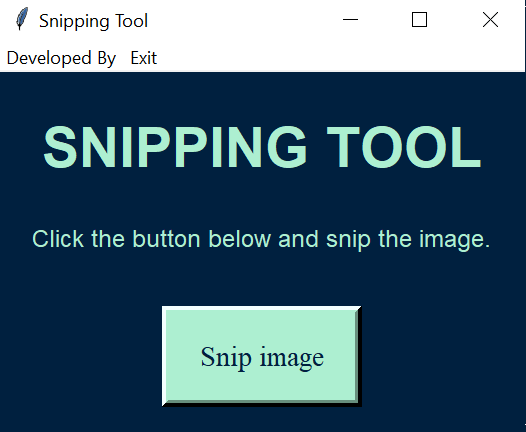 Snipping Tool
Developed By Exit
SNIPPING TOOL
Click the button below and snip the image.
Snip image